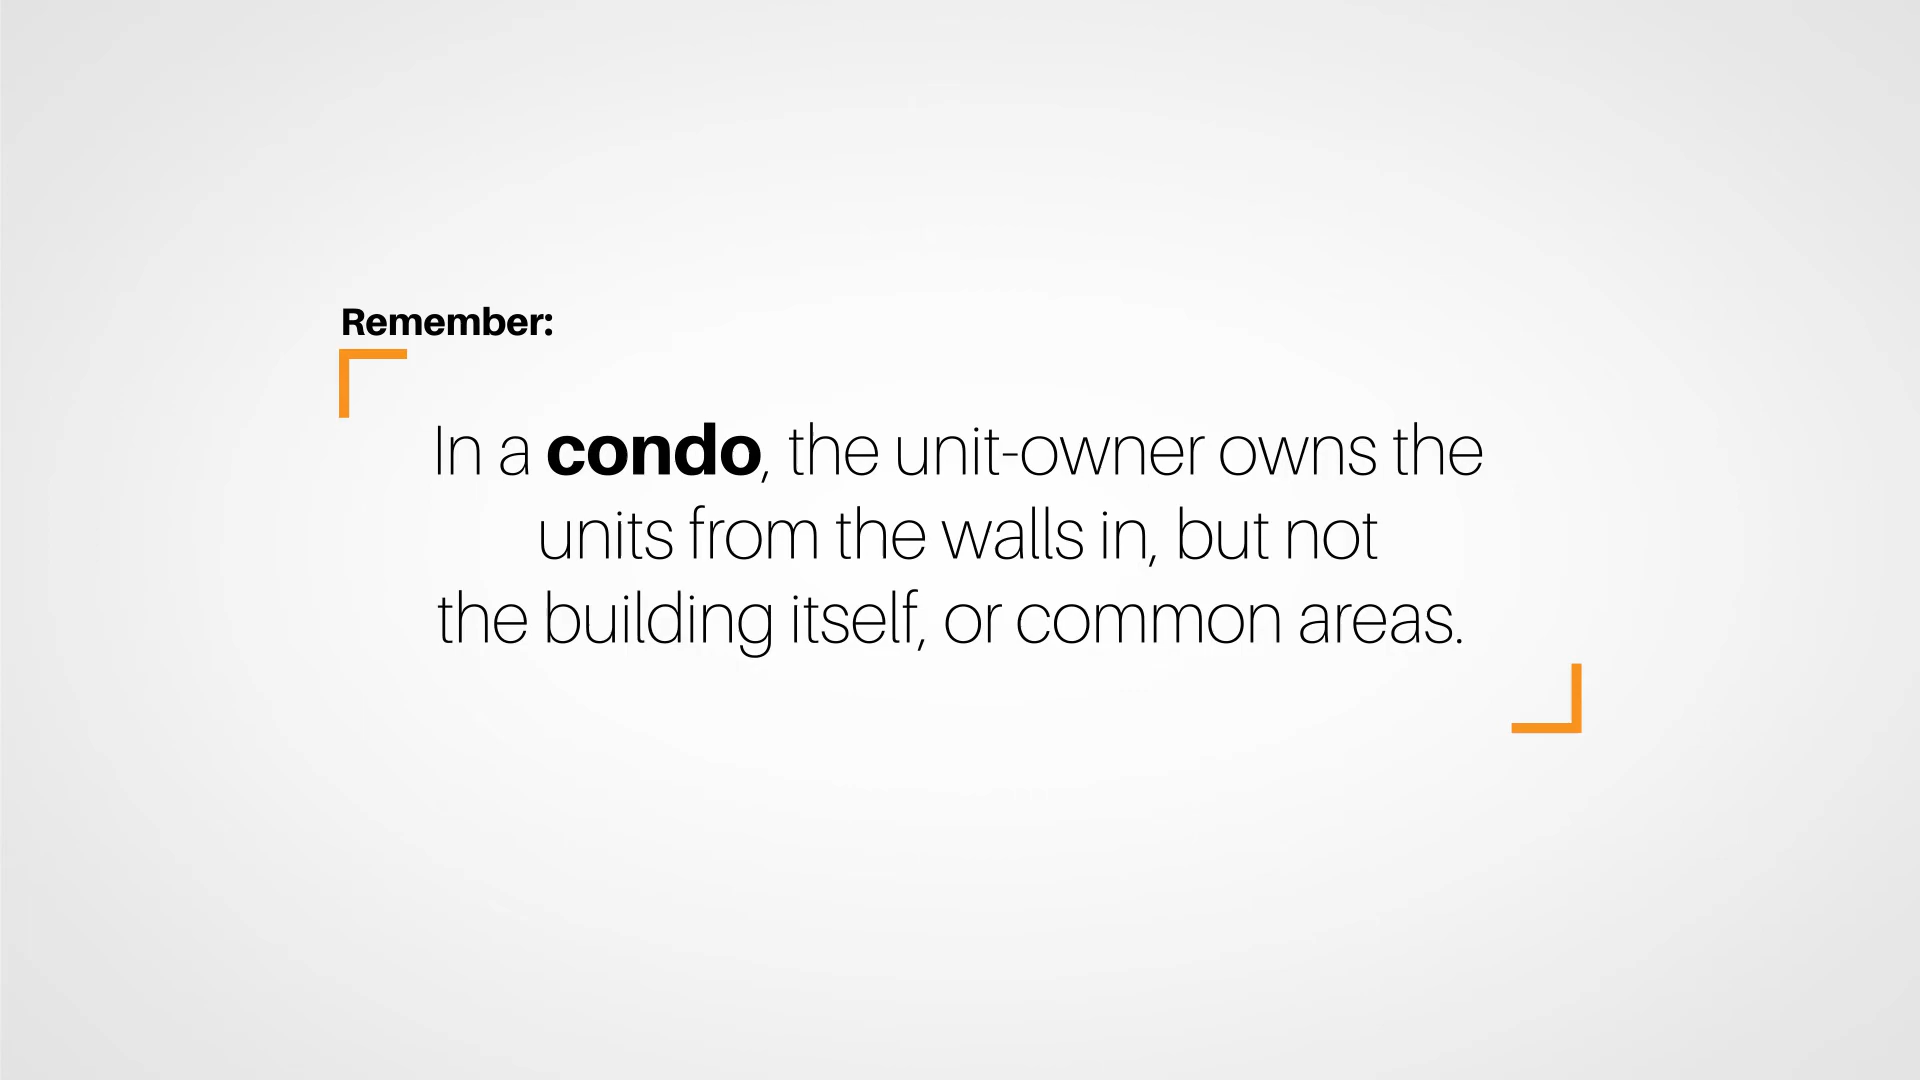 Remember:
In a condo, the unit-owner owns the
units from the walls in, but not
the building itself, or common areas.